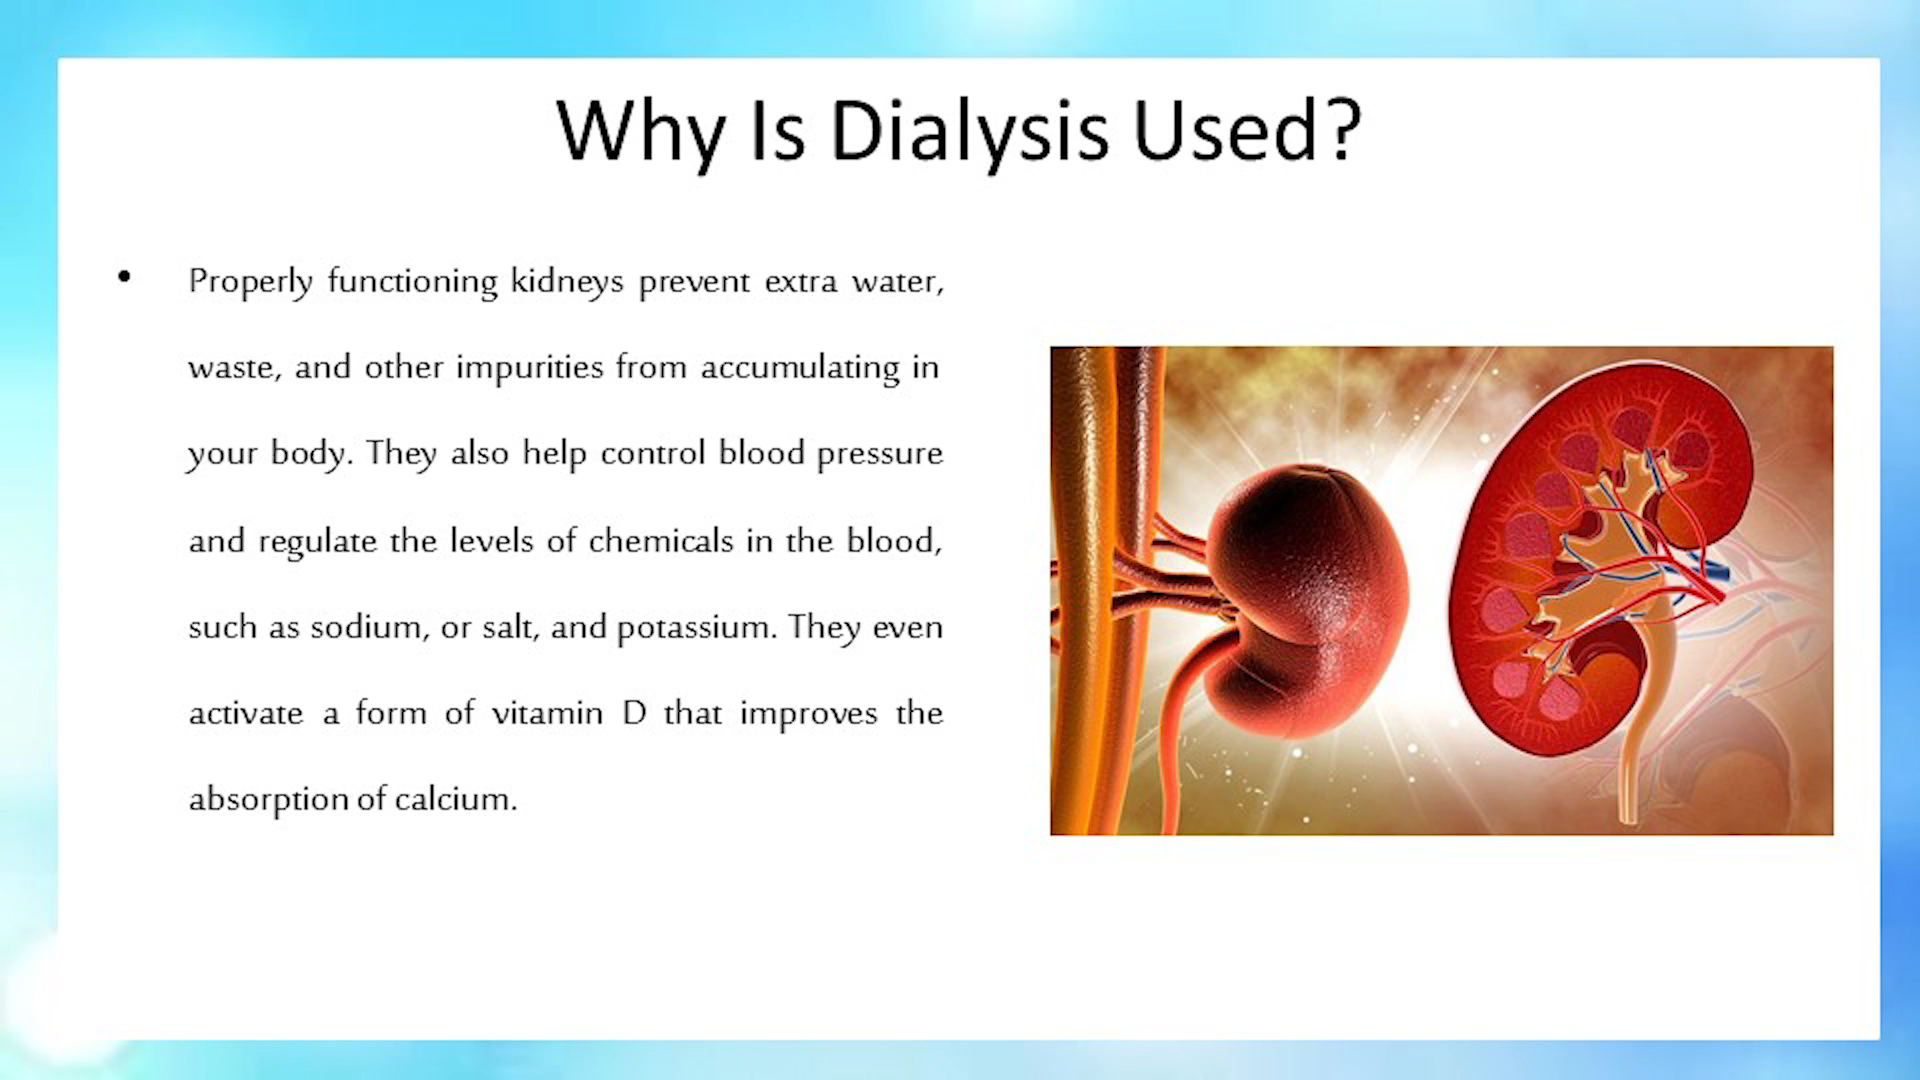 Why Is Dialysis Used?
• Properly functioning kidneys prevent extra water,
waste, and other impurities from accumulating in
your body. They also help control blood pressure
and regulate the levels of chemicals in the blood,
such as sodium, or salt, and potassium. They even
activate a form of vitamin D that improves the
absorption of calcium.